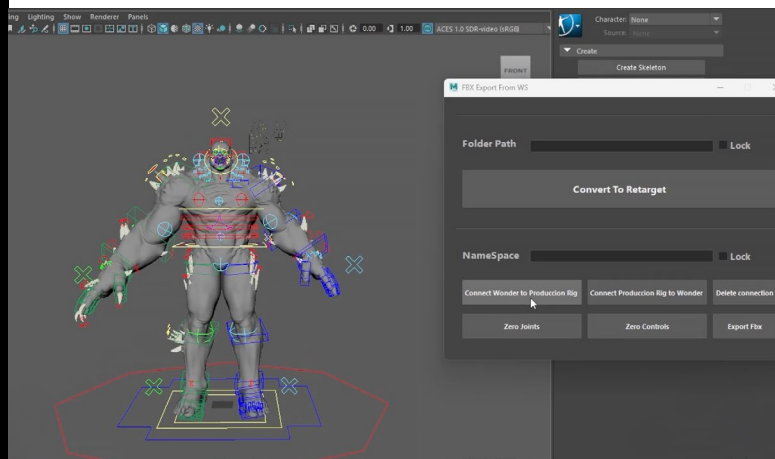 ing Lighting Show Renderer Panels
0.00 1.00 ACES 1.0 SDR-video (sRGB)
Character: None
Source: None
Create
Create Skeleton
FRONT
FBX Export From WS
Folder Path Lock
Convert To Retarget
NameSpace Lock
Connect Wonder to Produccion Rig Connect Produccion Rig to Wonder Delete connection
Zero Joints Zero Controls Export Fbx